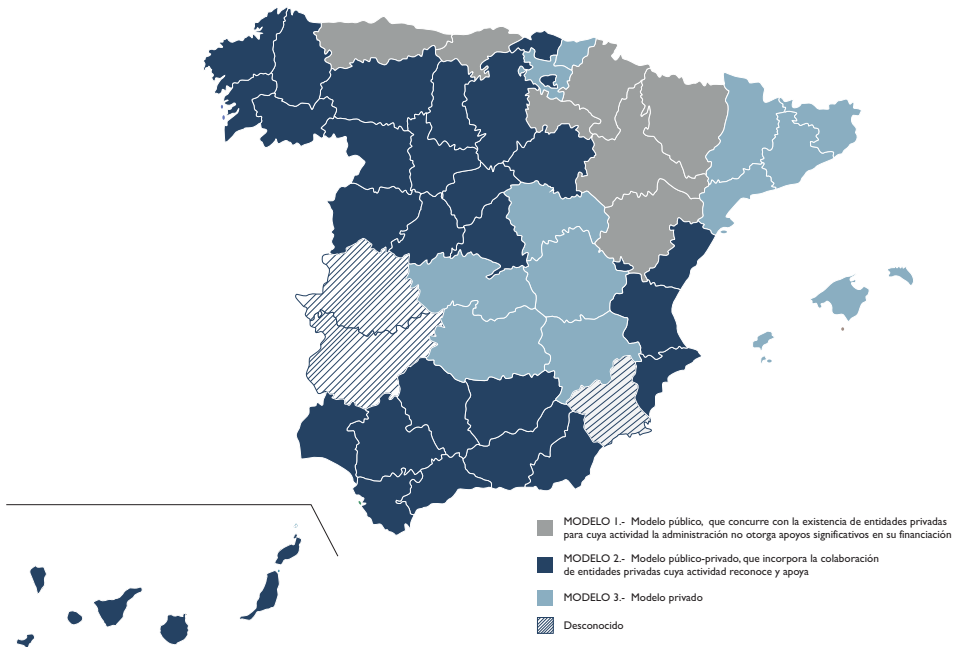 MODELO 1.- Modelo público, que concurre con la existencia de entidades privadas
para cuya actividad la administración no otorga apoyos significativos en su financiación
MODELO 2.- Modelo público-privado, que incorpora la colaboración
de entidades privadas cuya actividad reconoce y apoya
MODELO 3.- Modelo privado
Desconocido